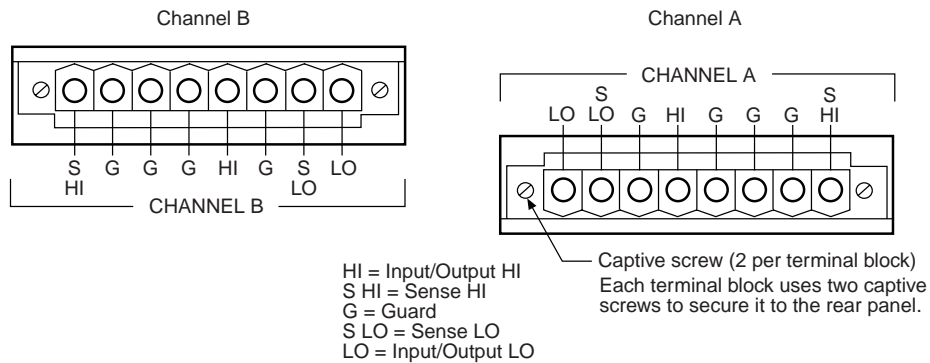 Channel B
Channel A
S HI G G G HI G S LO LO
CHANNEL B
CHANNEL A
LO S LO G HI G G G S HI
Captive screw (2 per terminal block)
Each terminal block uses two captive
screws to secure it to the rear panel.
HI = Input/Output HI
S HI = Sense HI
G = Guard
S LO = Sense LO
LO = Input/Output LO